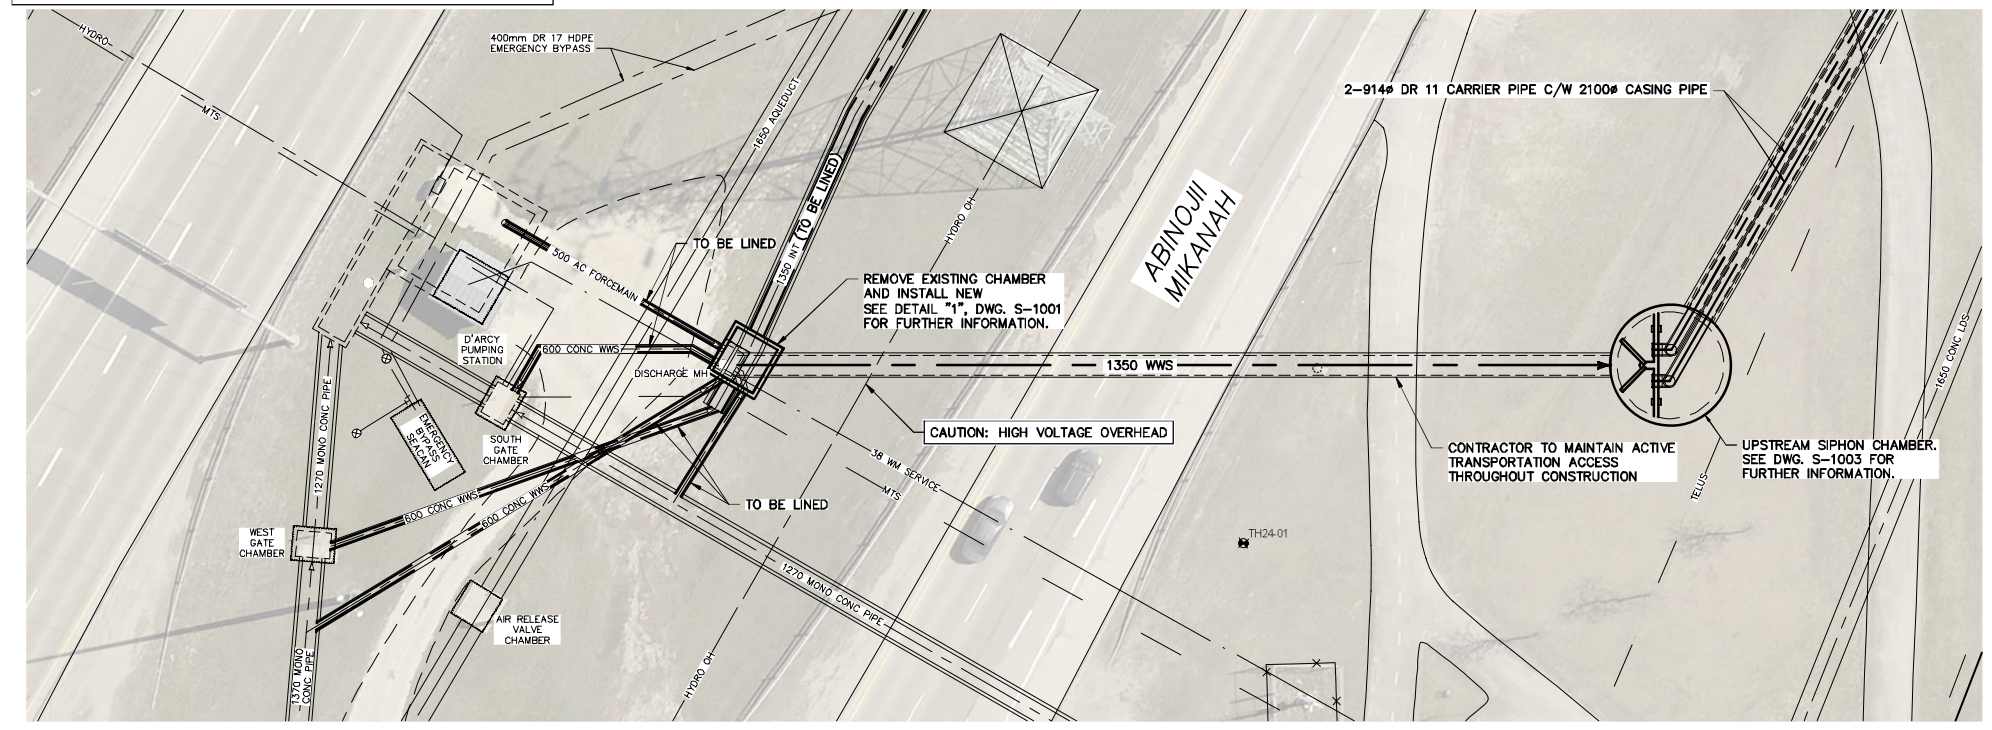 HYDRO
MTS
400mm DR 17 HDPE
EMERGENCY BYPASS
1650 AQUEDUCT
2-914ø DR 11 CARRIER PIPE C/W 2100ø CASING PIPE
1350 INT (TO BE LINED)
HYDRO OH
ABINOJII
MIKANAH
TO BE LINED
500 AC FORCEMAIN
REMOVE EXISTING CHAMBER
AND INSTALL NEW
SEE DETAIL "1", DWG. S-1001
FOR FURTHER INFORMATION.
D'ARCY
PUMPING
STATION
600 CONC WWS
DISCHARGE MH
1350 WWS
1650 CONC LDS
1270 MONO CONC PIPE
EMERGENCY
BYPASS
SEACAN
SOUTH
GATE
CHAMBER
CAUTION: HIGH VOLTAGE OVERHEAD
CONTRACTOR TO MAINTAIN ACTIVE
TRANSPORTATION ACCESS
THROUGHOUT CONSTRUCTION
UPSTREAM SIPHON CHAMBER.
SEE DWG. S-1003 FOR
FURTHER INFORMATION.
TELUS
38 WM SERVICE
MTS
600 CONC WWS
600 CONC WWS
TO BE LINED
WEST
GATE
CHAMBER
TH24-01
1270 MONO CONC PIPE
AIR RELEASE
VALVE
CHAMBER
1370 MONO
CONC PIPE
HYDRO OH